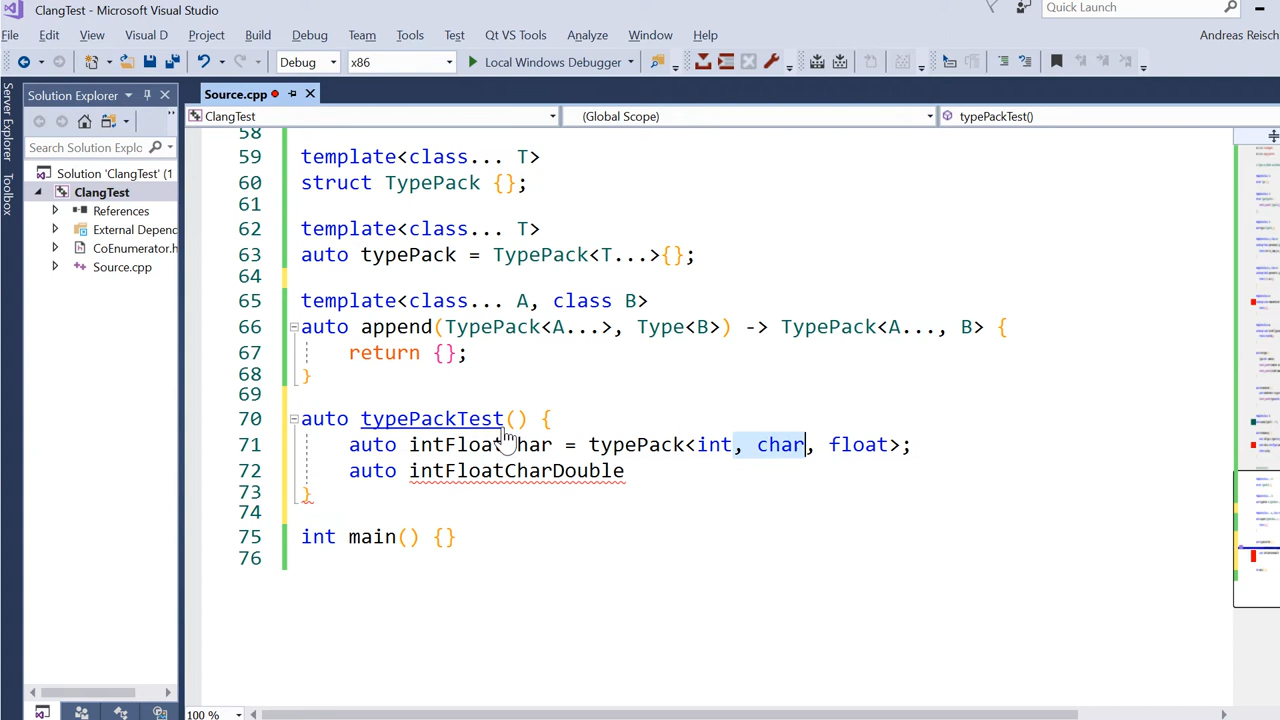 ClangTest - Microsoft Visual Studio
Quick Launch
File Edit View Visual D Project Build Debug Team Tools Test Qt VS Tools Analyze Window Help
Andreas Reisch
Debug x86 Local Windows Debugger
Server Explorer
Toolbox
Solution Explorer
Search Solution Explo
Solution 'ClangTest' (1
ClangTest
References
External Depenc
CoEnumerator.h
Source.cpp
Source.cpp
ClangTest (Global Scope) typePackTest()
58
59 template<class... T>
60 struct TypePack {};
61
62 template<class... T>
63 auto typePack = TypePack<T...>{};
64
65 template<class... A, class B>
66 auto append(TypePack<A...>, Type<B>) -> TypePack<A..., B> {
67 return {};
68 }
69
70 auto typePackTest() {
71 auto intFloatChar = typePack<int, char, float>;
72 auto intFloatCharDouble
73 }
74
75 int main() {}
76
100 %